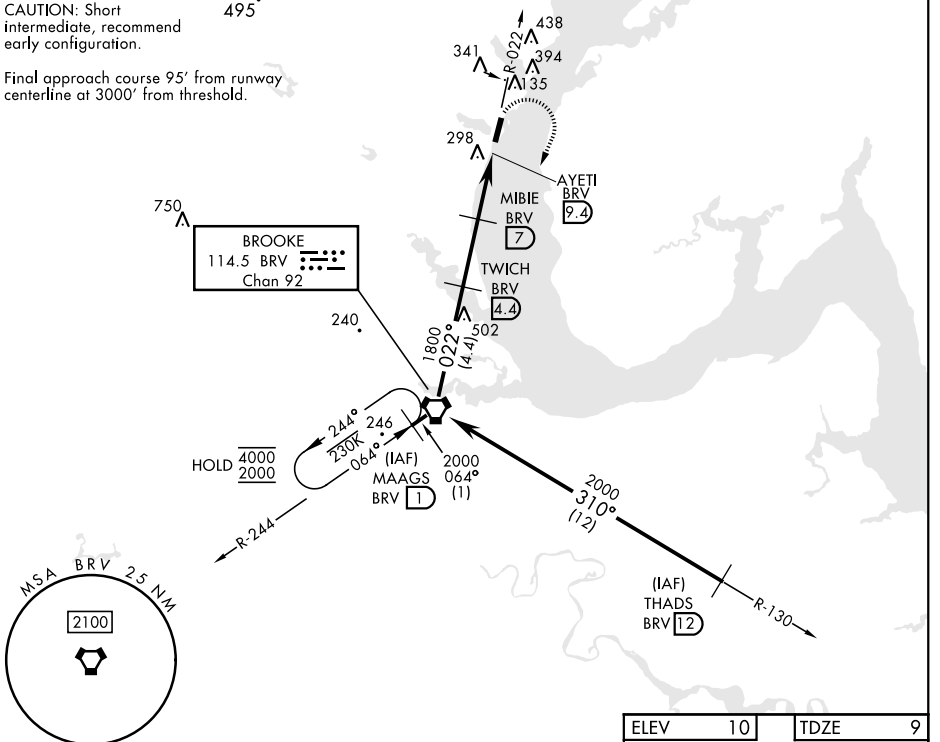 CAUTION: Short
intermediate, recommend
early configuration.
495
Final approach course 95' from runway
centerline at 3000' from threshold.
438
R-022
341
394
135
298
AYETI
BRV
9.4
MIBIE
BRV
7
750
BROOKE
114.5 BRV
Chan 92
TWICH
BRV
4.4
240
502
1800
022°
(4.4)
244°
246
230K
064°
HOLD 4000
2000
(IAF)
MAAGS
BRV 1
2000
064°
(1)
2000
310°
(12)
R-244
MSA BRV 25 NM
2100
(IAF)
THADS
BRV 12
R-130
ELEV 10
TDZE 9